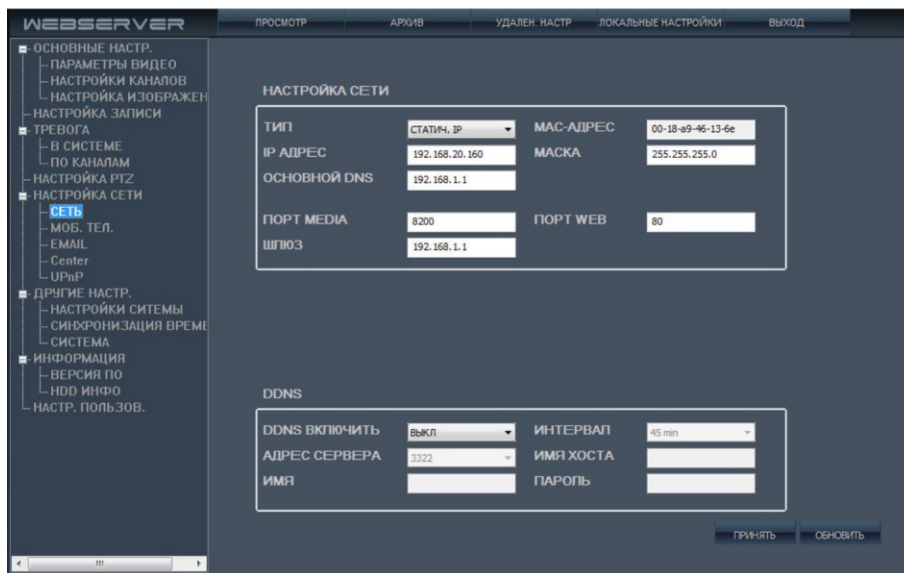 WEBSERVER
ПРОСМОТР АРХИВ УДАЛЕН. НАСТР ЛОКАЛЬНЫЕ НАСТРОЙКИ ВЫХОД
ОСНОВНЫЕ НАСТР.
ПАРАМЕТРЫ ВИДЕО
НАСТРОЙКИ КАНАЛОВ
НАСТРОЙКА ИЗОБРАЖЕН
НАСТРОЙКА ЗАПИСИ
ТРЕВОГА
В СИСТЕМЕ
ПО КАНАЛАМ
НАСТРОЙКА PTZ
НАСТРОЙКА СЕТИ
СЕТЬ
МОБ. ТЕЛ.
EMAIL
Center
UPnP
ДРУГИЕ НАСТР.
НАСТРОЙКИ СИТЕМЫ
СИНХРОНИЗАЦИЯ ВРЕМЕ
СИСТЕМА
ИНФОРМАЦИЯ
ВЕРСИЯ ПО
HDD ИНФО
НАСТР. ПОЛЬЗОВ.
НАСТРОЙКА СЕТИ
ТИП СТАТИЧ. IP MAC-АДРЕС 00-18-a9-46-13-6e
IP АДРЕС 192.168.20.160 МАСКА 255.255.255.0
ОСНОВНОЙ DNS 192.168.1.1
ПОРТ MEDIA 8200 ПОРТ WEB 80
ШЛЮЗ 192.168.1.1
DDNS
DDNS ВКЛЮЧИТЬ ВЫКЛ ИНТЕРВАЛ 45 min
АДРЕС СЕРВЕРА 3322 ИМЯ ХОСТА
ИМЯ ПАРОЛЬ
ПРИНЯТЬ ОБНОВИТЬ